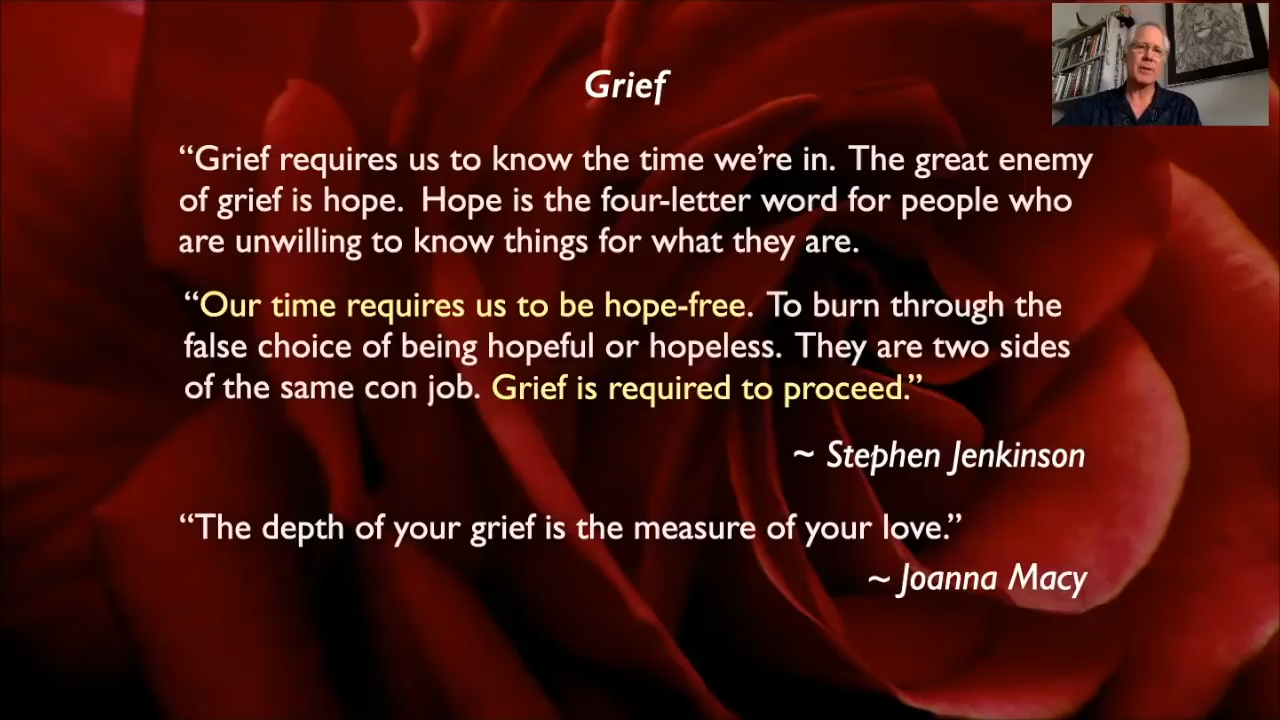 Grief
“Grief requires us to know the time we’re in. The great enemy
of grief is hope. Hope is the four-letter word for people who
are unwilling to know things for what they are.
“Our time requires us to be hope-free. To burn through the
false choice of being hopeful or hopeless. They are two sides
of the same con job. Grief is required to proceed.”
~ Stephen Jenkinson
“The depth of your grief is the measure of your love.”
~ Joanna Macy